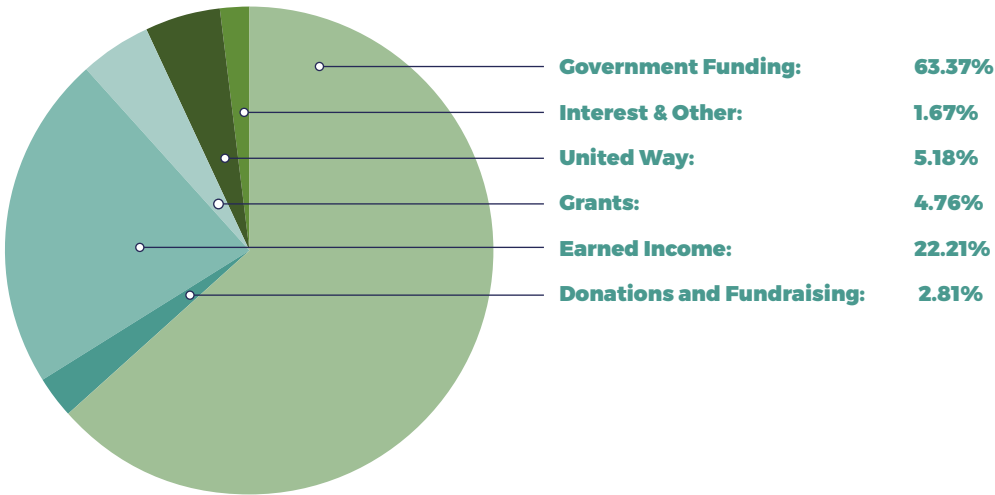 Government Funding: 63.37%
Interest & Other: 1.67%
United Way: 5.18%
Grants: 4.76%
Earned Income: 22.21%
Donations and Fundraising: 2.81%